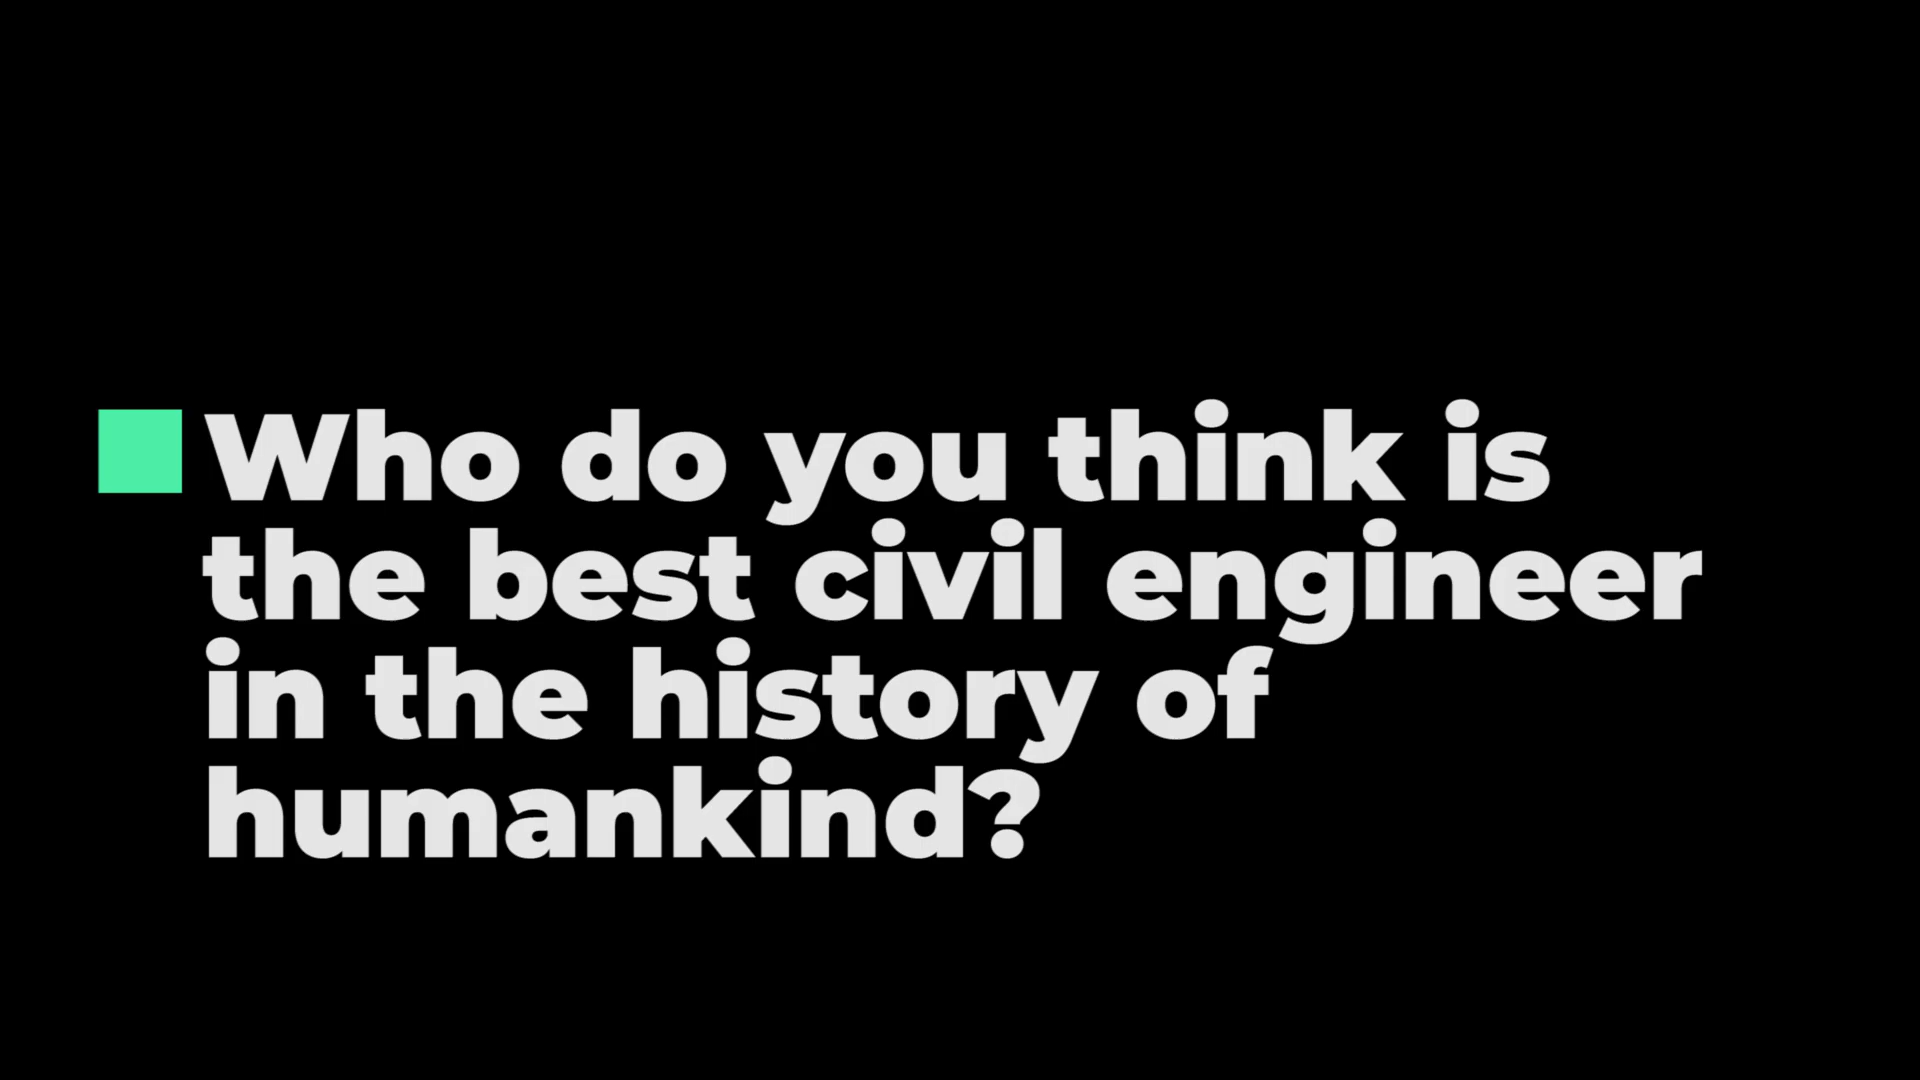 Who do you think is
the best civil engineer
in the history of
humankind?